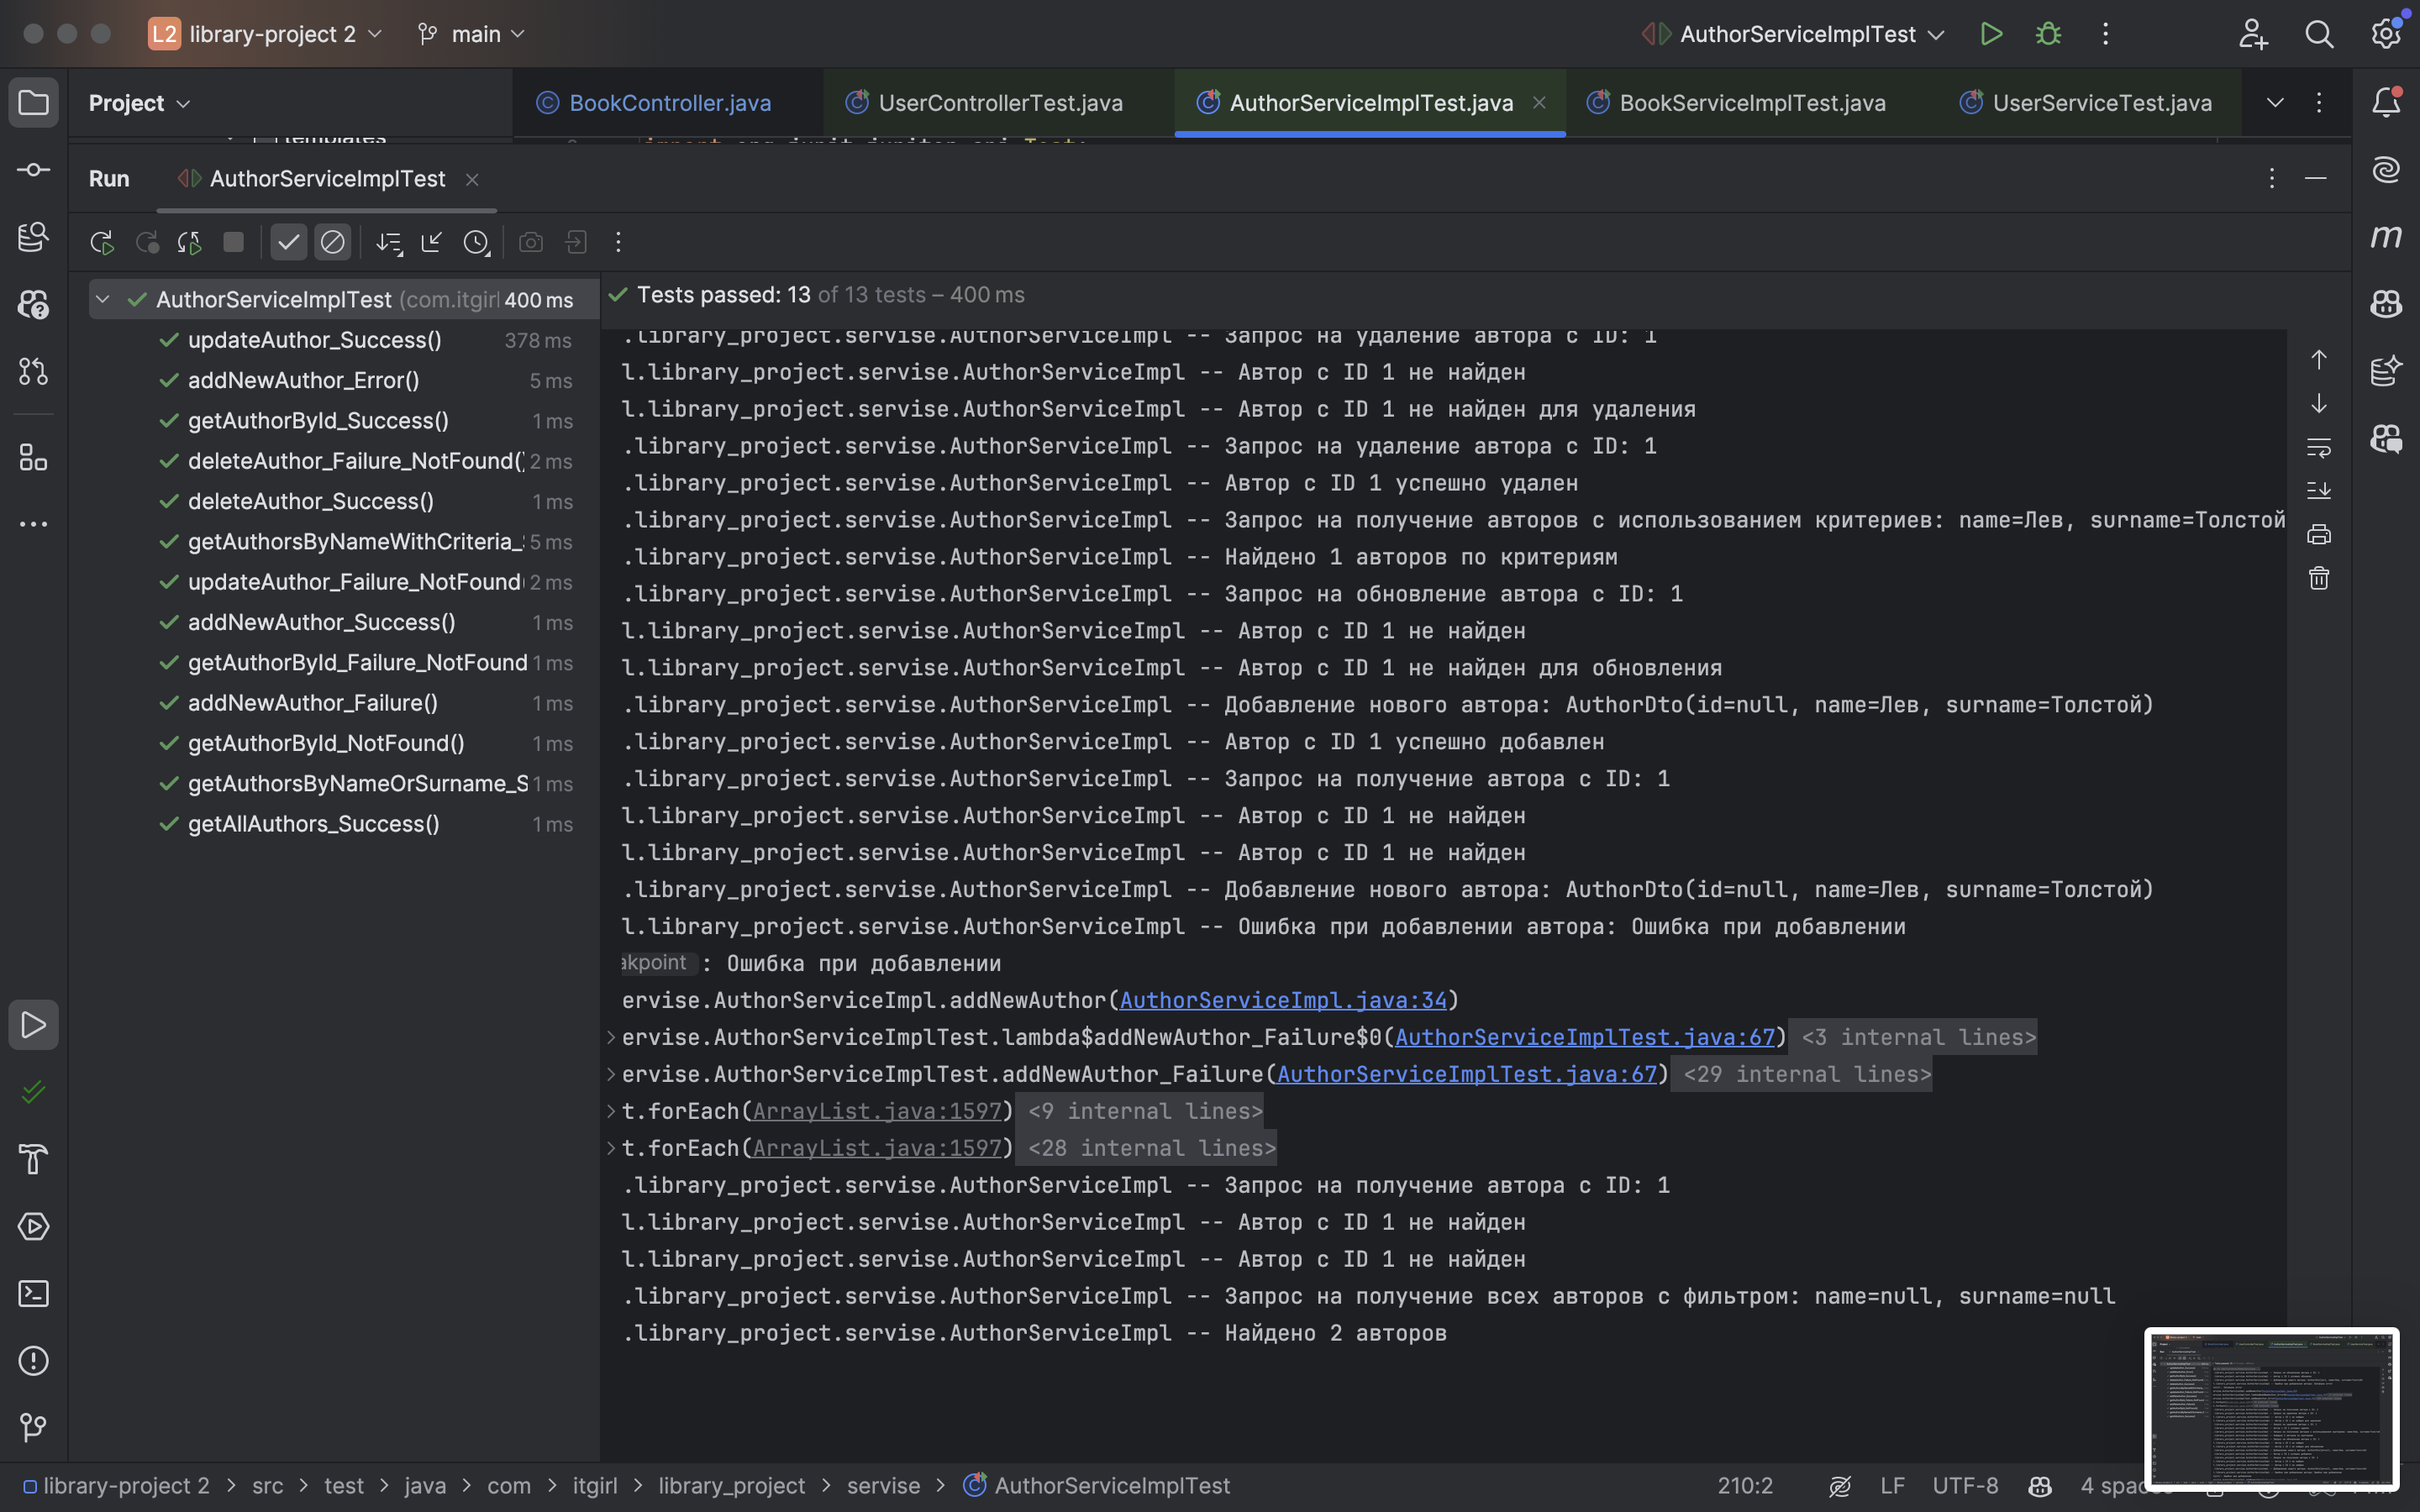 L2 library-project 2 main AuthorServiceImplTest
Project BookController.java UserControllerTest.java AuthorServiceImplTest.java BookServiceImplTest.java UserServiceTest.java
Run AuthorServiceImplTest
AuthorServiceImplTest (com.itgirl 400 ms
updateAuthor_Success() 378 ms
addNewAuthor_Error() 5 ms
getAuthorById_Success() 1 ms
deleteAuthor_Failure_NotFound() 2 ms
deleteAuthor_Success() 1 ms
getAuthorsByNameWithCriteria_S 5 ms
updateAuthor_Failure_NotFound( 2 ms
addNewAuthor_Success() 1 ms
getAuthorById_Failure_NotFound 1 ms
addNewAuthor_Failure() 1 ms
getAuthorById_NotFound() 1 ms
getAuthorsByNameOrSurname_S 1 ms
getAllAuthors_Success() 1 ms
Tests passed: 13 of 13 tests – 400 ms
.library_project.servise.AuthorServiceImpl -- Запрос на удаление автора с ID: 1
l.library_project.servise.AuthorServiceImpl -- Автор с ID 1 не найден
l.library_project.servise.AuthorServiceImpl -- Автор с ID 1 не найден для удаления
.library_project.servise.AuthorServiceImpl -- Запрос на удаление автора с ID: 1
.library_project.servise.AuthorServiceImpl -- Автор с ID 1 успешно удален
.library_project.servise.AuthorServiceImpl -- Запрос на получение авторов с использованием критериев: name=Лев, surname=Толстой
.library_project.servise.AuthorServiceImpl -- Найдено 1 авторов по критериям
.library_project.servise.AuthorServiceImpl -- Запрос на обновление автора с ID: 1
l.library_project.servise.AuthorServiceImpl -- Автор с ID 1 не найден
l.library_project.servise.AuthorServiceImpl -- Автор с ID 1 не найден для обновления
.library_project.servise.AuthorServiceImpl -- Добавление нового автора: AuthorDto(id=null, name=Лев, surname=Толстой)
.library_project.servise.AuthorServiceImpl -- Автор с ID 1 успешно добавлен
.library_project.servise.AuthorServiceImpl -- Запрос на получение автора с ID: 1
l.library_project.servise.AuthorServiceImpl -- Автор с ID 1 не найден
l.library_project.servise.AuthorServiceImpl -- Автор с ID 1 не найден
.library_project.servise.AuthorServiceImpl -- Добавление нового автора: AuthorDto(id=null, name=Лев, surname=Толстой)
l.library_project.servise.AuthorServiceImpl -- Ошибка при добавлении автора: Ошибка при добавлении
akpoint : Ошибка при добавлении
ervise.AuthorServiceImpl.addNewAuthor(AuthorServiceImpl.java:34)
ervise.AuthorServiceImplTest.lambda$addNewAuthor_Failure$0(AuthorServiceImplTest.java:67) <3 internal lines>
ervise.AuthorServiceImplTest.addNewAuthor_Failure(AuthorServiceImplTest.java:67) <29 internal lines>
t.forEach(ArrayList.java:1597) <9 internal lines>
t.forEach(ArrayList.java:1597) <28 internal lines>
.library_project.servise.AuthorServiceImpl -- Запрос на получение автора с ID: 1
l.library_project.servise.AuthorServiceImpl -- Автор с ID 1 не найден
l.library_project.servise.AuthorServiceImpl -- Автор с ID 1 не найден
.library_project.servise.AuthorServiceImpl -- Запрос на получение всех авторов с фильтром: name=null, surname=null
.library_project.servise.AuthorServiceImpl -- Найдено 2 авторов
library-project 2 > src > test > java > com > itgirl > library_project > servise > AuthorServiceImplTest 210:2 LF UTF-8 4 spaces